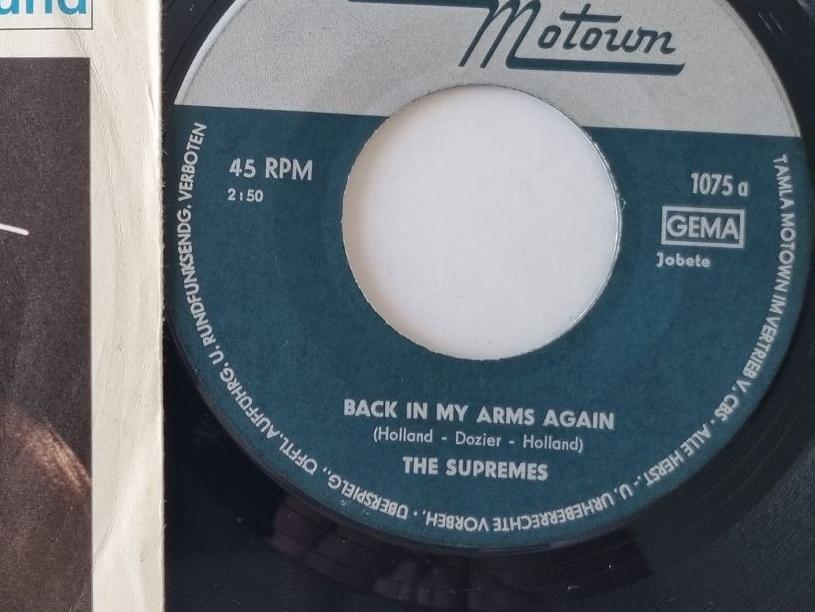 und
Motown
45 RPM
2:50
1075 a
GEMA
Jobete
BACK IN MY ARMS AGAIN
(Holland - Dozier - Holland)
THE SUPREMES
TAMLA MOTOWN IM VERTRIEB V. CBS · ALLE HERST.- U. URHEBERRECHTE VORBEH. · ÜBERSPIELG., ÖFFTL. AUFFÜHRG. U. RUNDFUNKSENDG. VERBOTEN